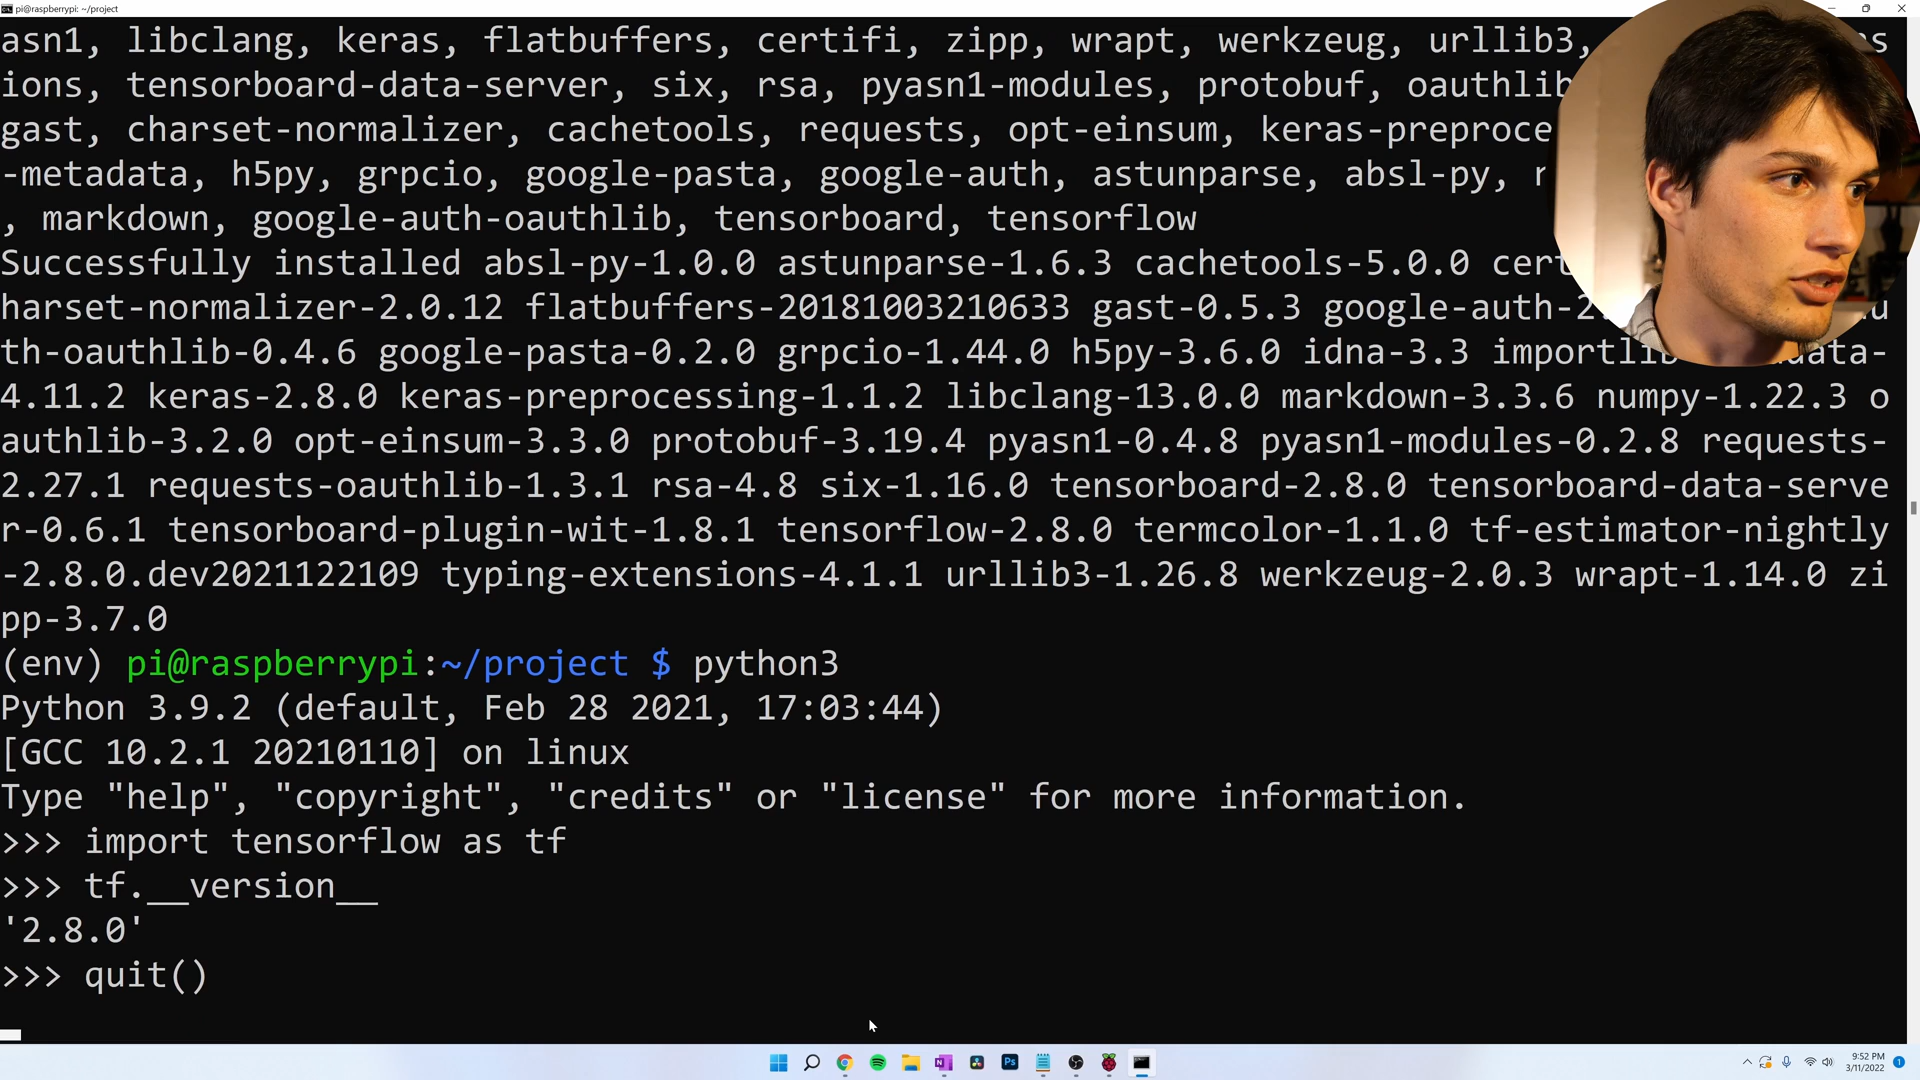 pi@raspberrypi: ~/project
asn1, libclang, keras, flatbuffers, certifi, zipp, wrapt, werkzeug, urllib3, s
ions, tensorboard-data-server, six, rsa, pyasn1-modules, protobuf, oauthlib
gast, charset-normalizer, cachetools, requests, opt-einsum, keras-preproce
-metadata, h5py, grpcio, google-pasta, google-auth, astunparse, absl-py, r
, markdown, google-auth-oauthlib, tensorboard, tensorflow
Successfully installed absl-py-1.0.0 astunparse-1.6.3 cachetools-5.0.0 cert
harset-normalizer-2.0.12 flatbuffers-20181003210633 gast-0.5.3 google-auth-2. u
th-oauthlib-0.4.6 google-pasta-0.2.0 grpcio-1.44.0 h5py-3.6.0 idna-3.3 importlib data-
4.11.2 keras-2.8.0 keras-preprocessing-1.1.2 libclang-13.0.0 markdown-3.3.6 numpy-1.22.3 o
authlib-3.2.0 opt-einsum-3.3.0 protobuf-3.19.4 pyasn1-0.4.8 pyasn1-modules-0.2.8 requests-
2.27.1 requests-oauthlib-1.3.1 rsa-4.8 six-1.16.0 tensorboard-2.8.0 tensorboard-data-serve
r-0.6.1 tensorboard-plugin-wit-1.8.1 tensorflow-2.8.0 termcolor-1.1.0 tf-estimator-nightly
-2.8.0.dev2021122109 typing-extensions-4.1.1 urllib3-1.26.8 werkzeug-2.0.3 wrapt-1.14.0 zi
pp-3.7.0
(env) pi@raspberrypi:~/project $ python3
Python 3.9.2 (default, Feb 28 2021, 17:03:44)
[GCC 10.2.1 20210110] on linux
Type "help", "copyright", "credits" or "license" for more information.
>>> import tensorflow as tf
>>> tf.__version__
'2.8.0'
>>> quit()
Ps
9:52 PM
3/11/2022
1